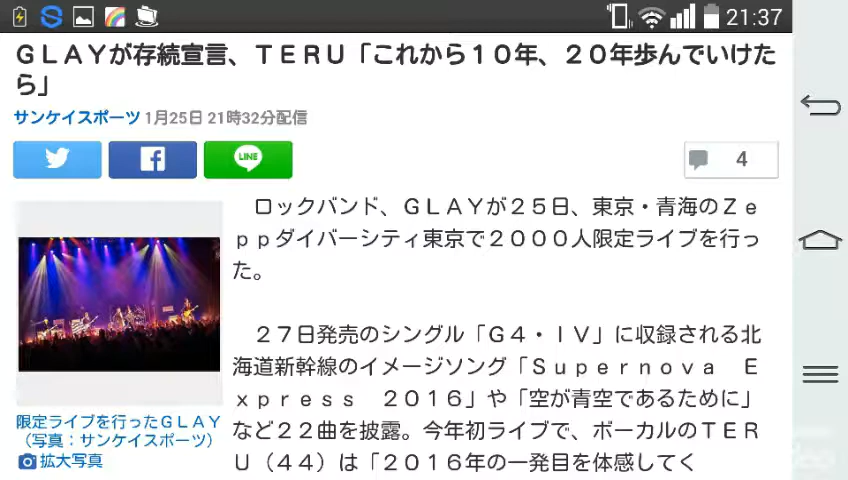 21:37
GLAYが存続宣言、TERU「これから10年、20年歩んでいけた
ら」
サンケイスポーツ 1月25日 21時32分配信
LINE
4
ロックバンド、GLAYが25日、東京・青海のZe
ppダイバーシティ東京で2000人限定ライブを行っ
た。
27日発売のシングル「G4・IV」に収録される北
海道新幹線のイメージソング「Supernova E
xpress 2016」や「空が青空であるために」
など22曲を披露。今年初ライブで、ボーカルのTER
U(44)は「2016年の一発目を体感してく
限定ライブを行ったGLAY
(写真:サンケイスポーツ)
拡大写真